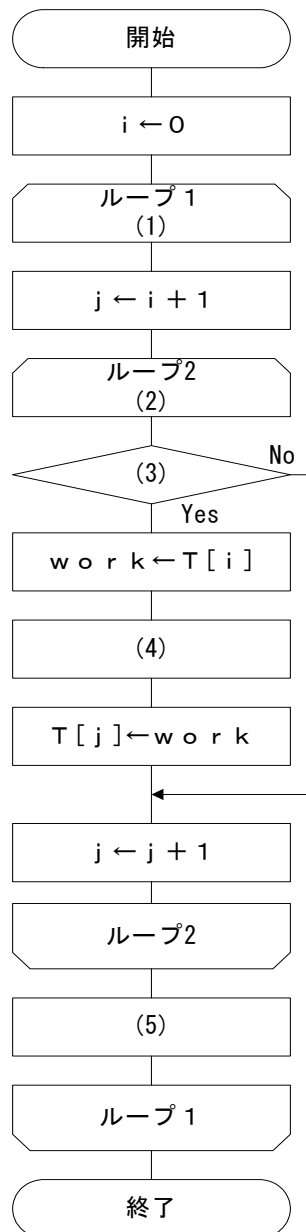 開始
ｉ←０
ループ１
(1)
ｊ←ｉ＋１
ループ2
(2)
(3)
No
Yes
ｗｏｒｋ←Ｔ[ｉ]
(4)
Ｔ[ｊ]←ｗｏｒｋ
ｊ←ｊ＋１
ループ2
(5)
ループ１
終了